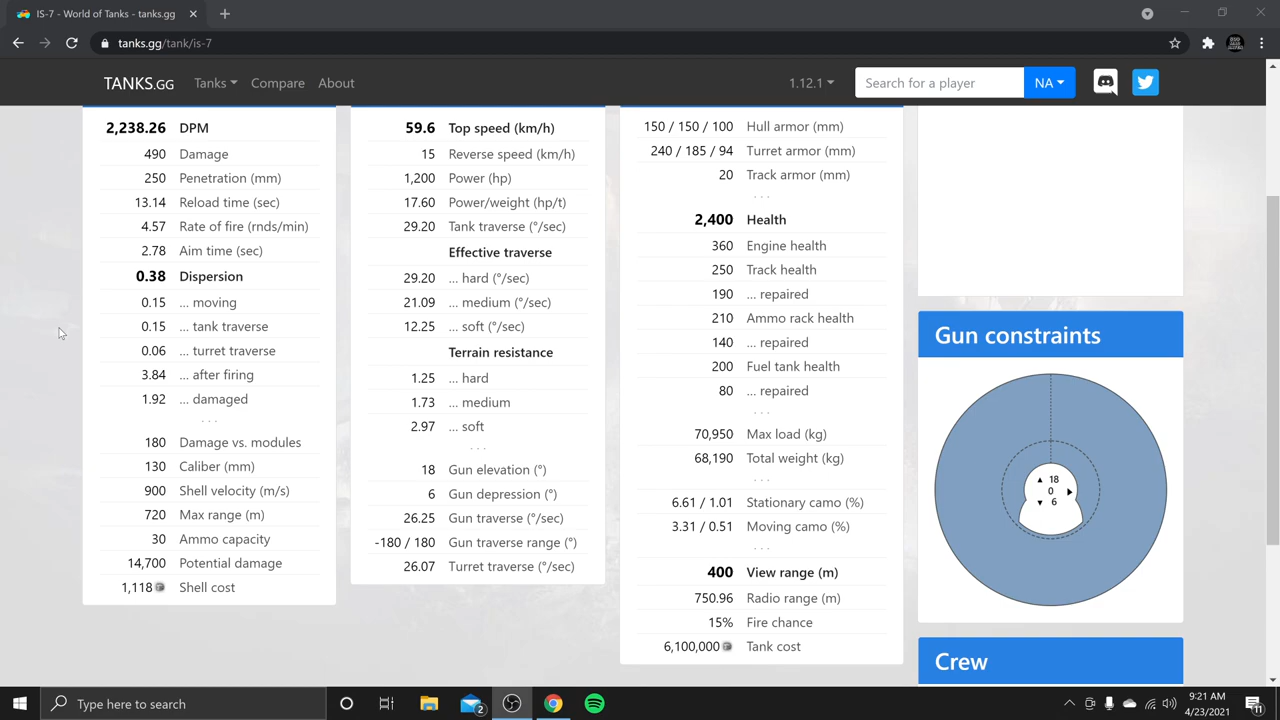 IS-7 - World of Tanks - tanks.gg
tanks.gg/tank/is-7
TANKS.GG Tanks Compare About 1.12.1 Search for a player NA
2,238.26 DPM
490 Damage
250 Penetration (mm)
13.14 Reload time (sec)
4.57 Rate of fire (rnds/min)
2.78 Aim time (sec)
0.38 Dispersion
0.15 ... moving
0.15 ... tank traverse
0.06 ... turret traverse
3.84 ... after firing
1.92 ... damaged
...
180 Damage vs. modules
130 Caliber (mm)
900 Shell velocity (m/s)
720 Max range (m)
30 Ammo capacity
14,700 Potential damage
1,118 Shell cost
59.6 Top speed (km/h)
15 Reverse speed (km/h)
1,200 Power (hp)
17.60 Power/weight (hp/t)
29.20 Tank traverse (°/sec)
Effective traverse
29.20 ... hard (°/sec)
21.09 ... medium (°/sec)
12.25 ... soft (°/sec)
Terrain resistance
1.25 ... hard
1.73 ... medium
2.97 ... soft
...
18 Gun elevation (°)
6 Gun depression (°)
26.25 Gun traverse (°/sec)
-180 / 180 Gun traverse range (°)
26.07 Turret traverse (°/sec)
150 / 150 / 100 Hull armor (mm)
240 / 185 / 94 Turret armor (mm)
20 Track armor (mm)
...
2,400 Health
360 Engine health
250 Track health
190 ... repaired
210 Ammo rack health
140 ... repaired
200 Fuel tank health
80 ... repaired
...
70,950 Max load (kg)
68,190 Total weight (kg)
...
6.61 / 1.01 Stationary camo (%)
3.31 / 0.51 Moving camo (%)
...
400 View range (m)
750.96 Radio range (m)
15% Fire chance
6,100,000 Tank cost
Gun constraints
▲ 18
0 ▶
▼ 6
Crew
Type here to search
2
9:21 AM
4/23/2021
11